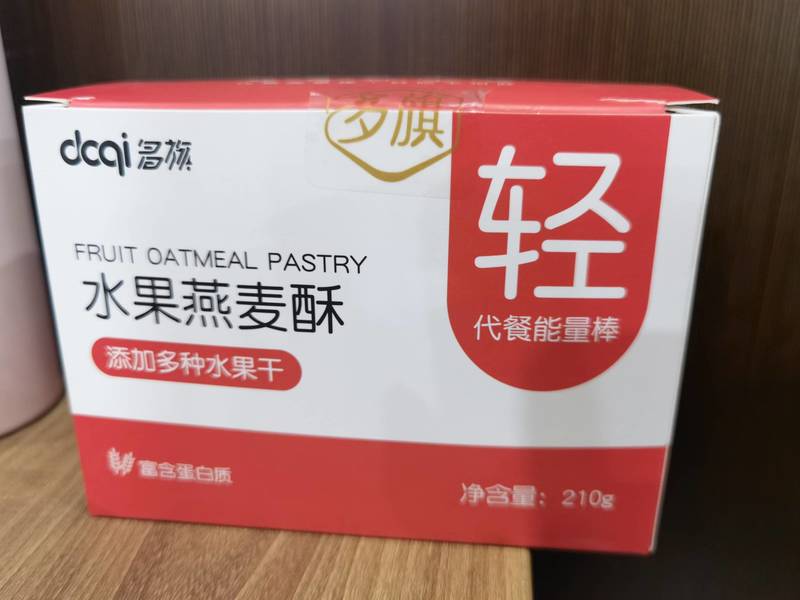 多旗
dcqi 多旗
轻
代餐能量棒
FRUIT OATMEAL PASTRY
水果燕麦酥
添加多种水果干
富含蛋白质
净含量：210g